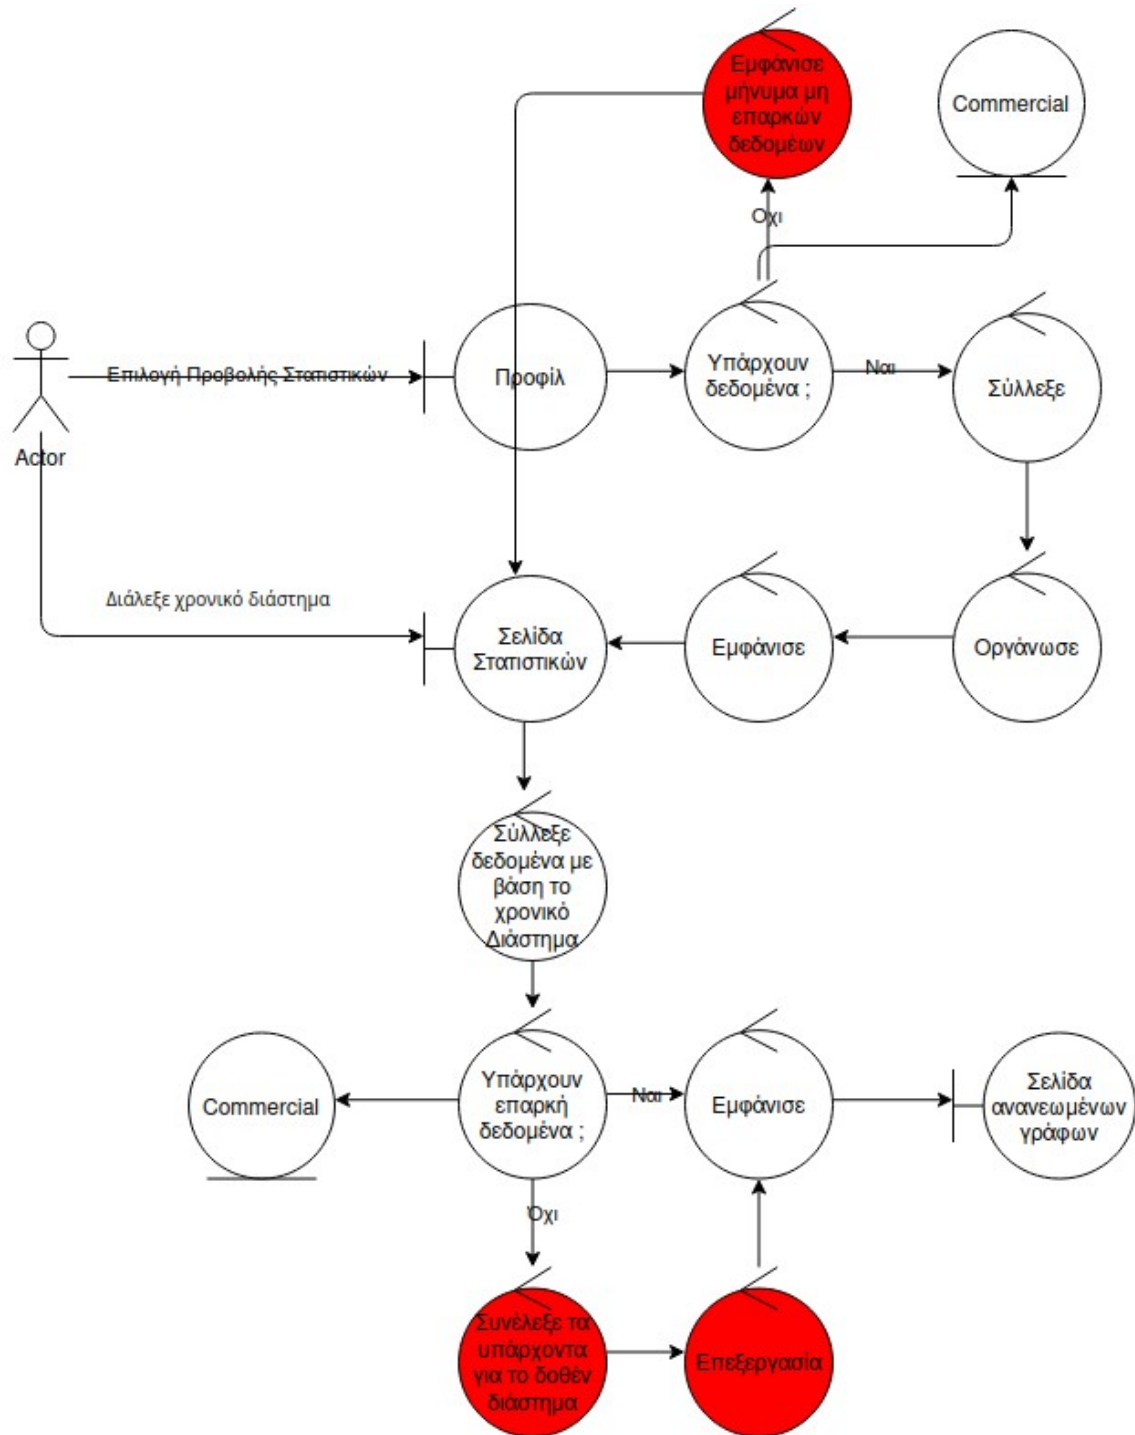 Εμφάνισε
μήνυμα μη
επαρκών
δεδομέων
Commercial
Οχι
Επιλογή Προβολής Στατιστικών
Προφίλ
Υπάρχουν
δεδομένα ;
Ναι
Σύλλεξε
Actor
Διάλεξε χρονικό διάστημα
Σελίδα
Στατιστικών
Εμφάνισε
Οργάνωσε
Σύλλεξε
δεδομένα με
βάση το
χρονικό
Διάστημα
Commercial
Υπάρχουν
επαρκή
δεδομένα ;
Ναι
Εμφάνισε
Σελίδα
ανανεωμένων
γράφων
Όχι
Συνέλεξε τα
υπάρχοντα
για το δοθέν
διάστημα
Επεξεργασία